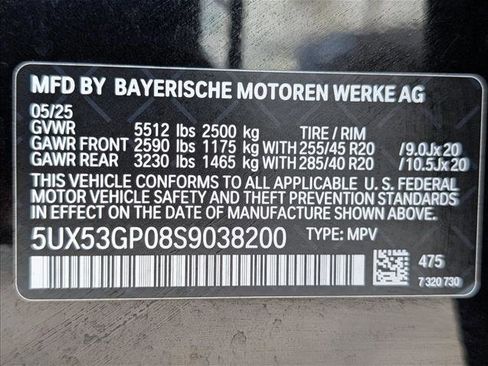 MFD BY BAYERISCHE MOTOREN WERKE AG
05/25
GVWR 5512 lbs 2500 kg TIRE / RIM
GAWR FRONT 2590 lbs 1175 kg WITH 255/45 R20 /9.0Jx20
GAWR REAR 3230 lbs 1465 kg WITH 285/40 R20 /10.5Jx20
THIS VEHICLE CONFORMS TO ALL APPLICABLE U. S. FEDERAL
MOTOR VEHICLE SAFETY AND THEFT PREVENTION STANDARDS
IN EFFECT ON THE DATE OF MANUFACTURE SHOWN ABOVE.
5UX53GP08S9038200 TYPE: MPV
475
7 320 730